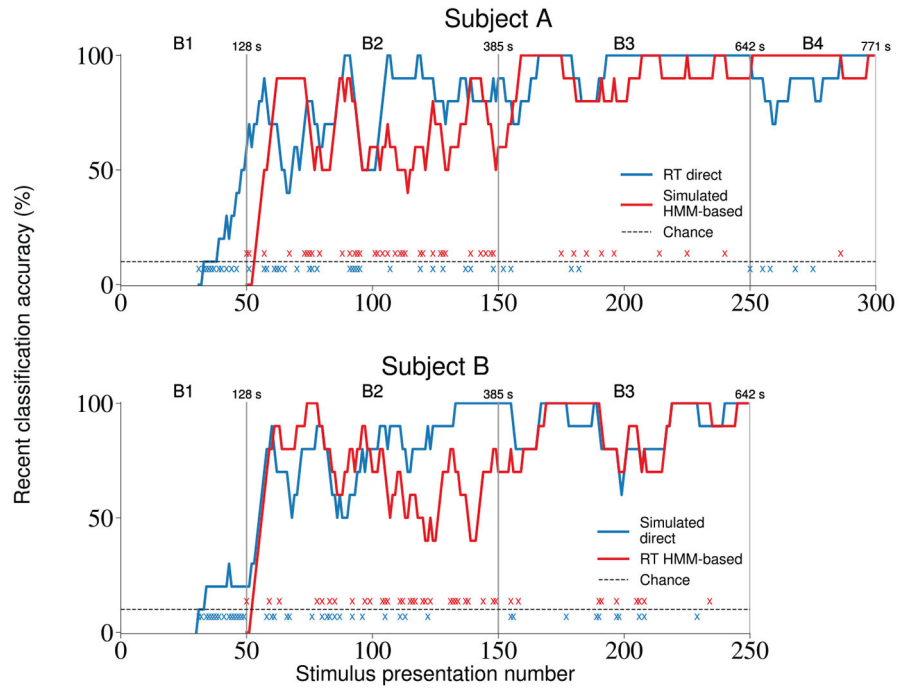 Subject A
B1 128 s B2 385 s B3 642 s B4 771 s
100
50
0
RT direct
Simulated
HMM-based
Chance
0 50 100 150 200 250 300
Recent classification accuracy (%)
Subject B
B1 128 s B2 385 s B3 642 s
100
50
0
Simulated
direct
RT HMM-based
Chance
0 50 100 150 200 250
Stimulus presentation number